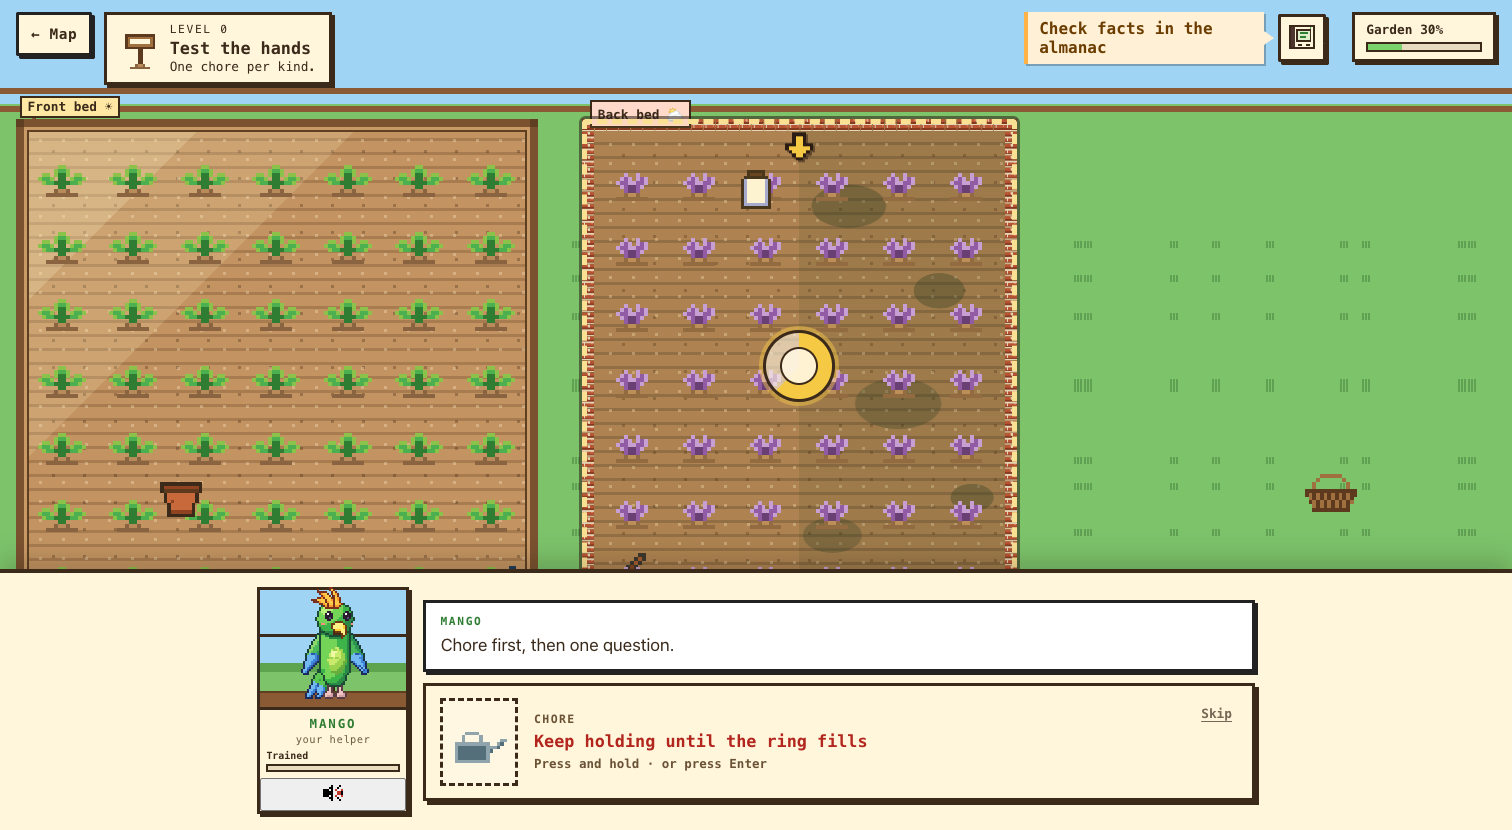 ← Map
LEVEL 0
Test the hands
One chore per kind.
Check facts in the
almanac
Garden 30%
Front bed ☀
Back bed ⛅
MANGO
Chore first, then one question.
MANGO
your helper
Trained
CHORE
Keep holding until the ring fills
Press and hold · or press Enter
Skip